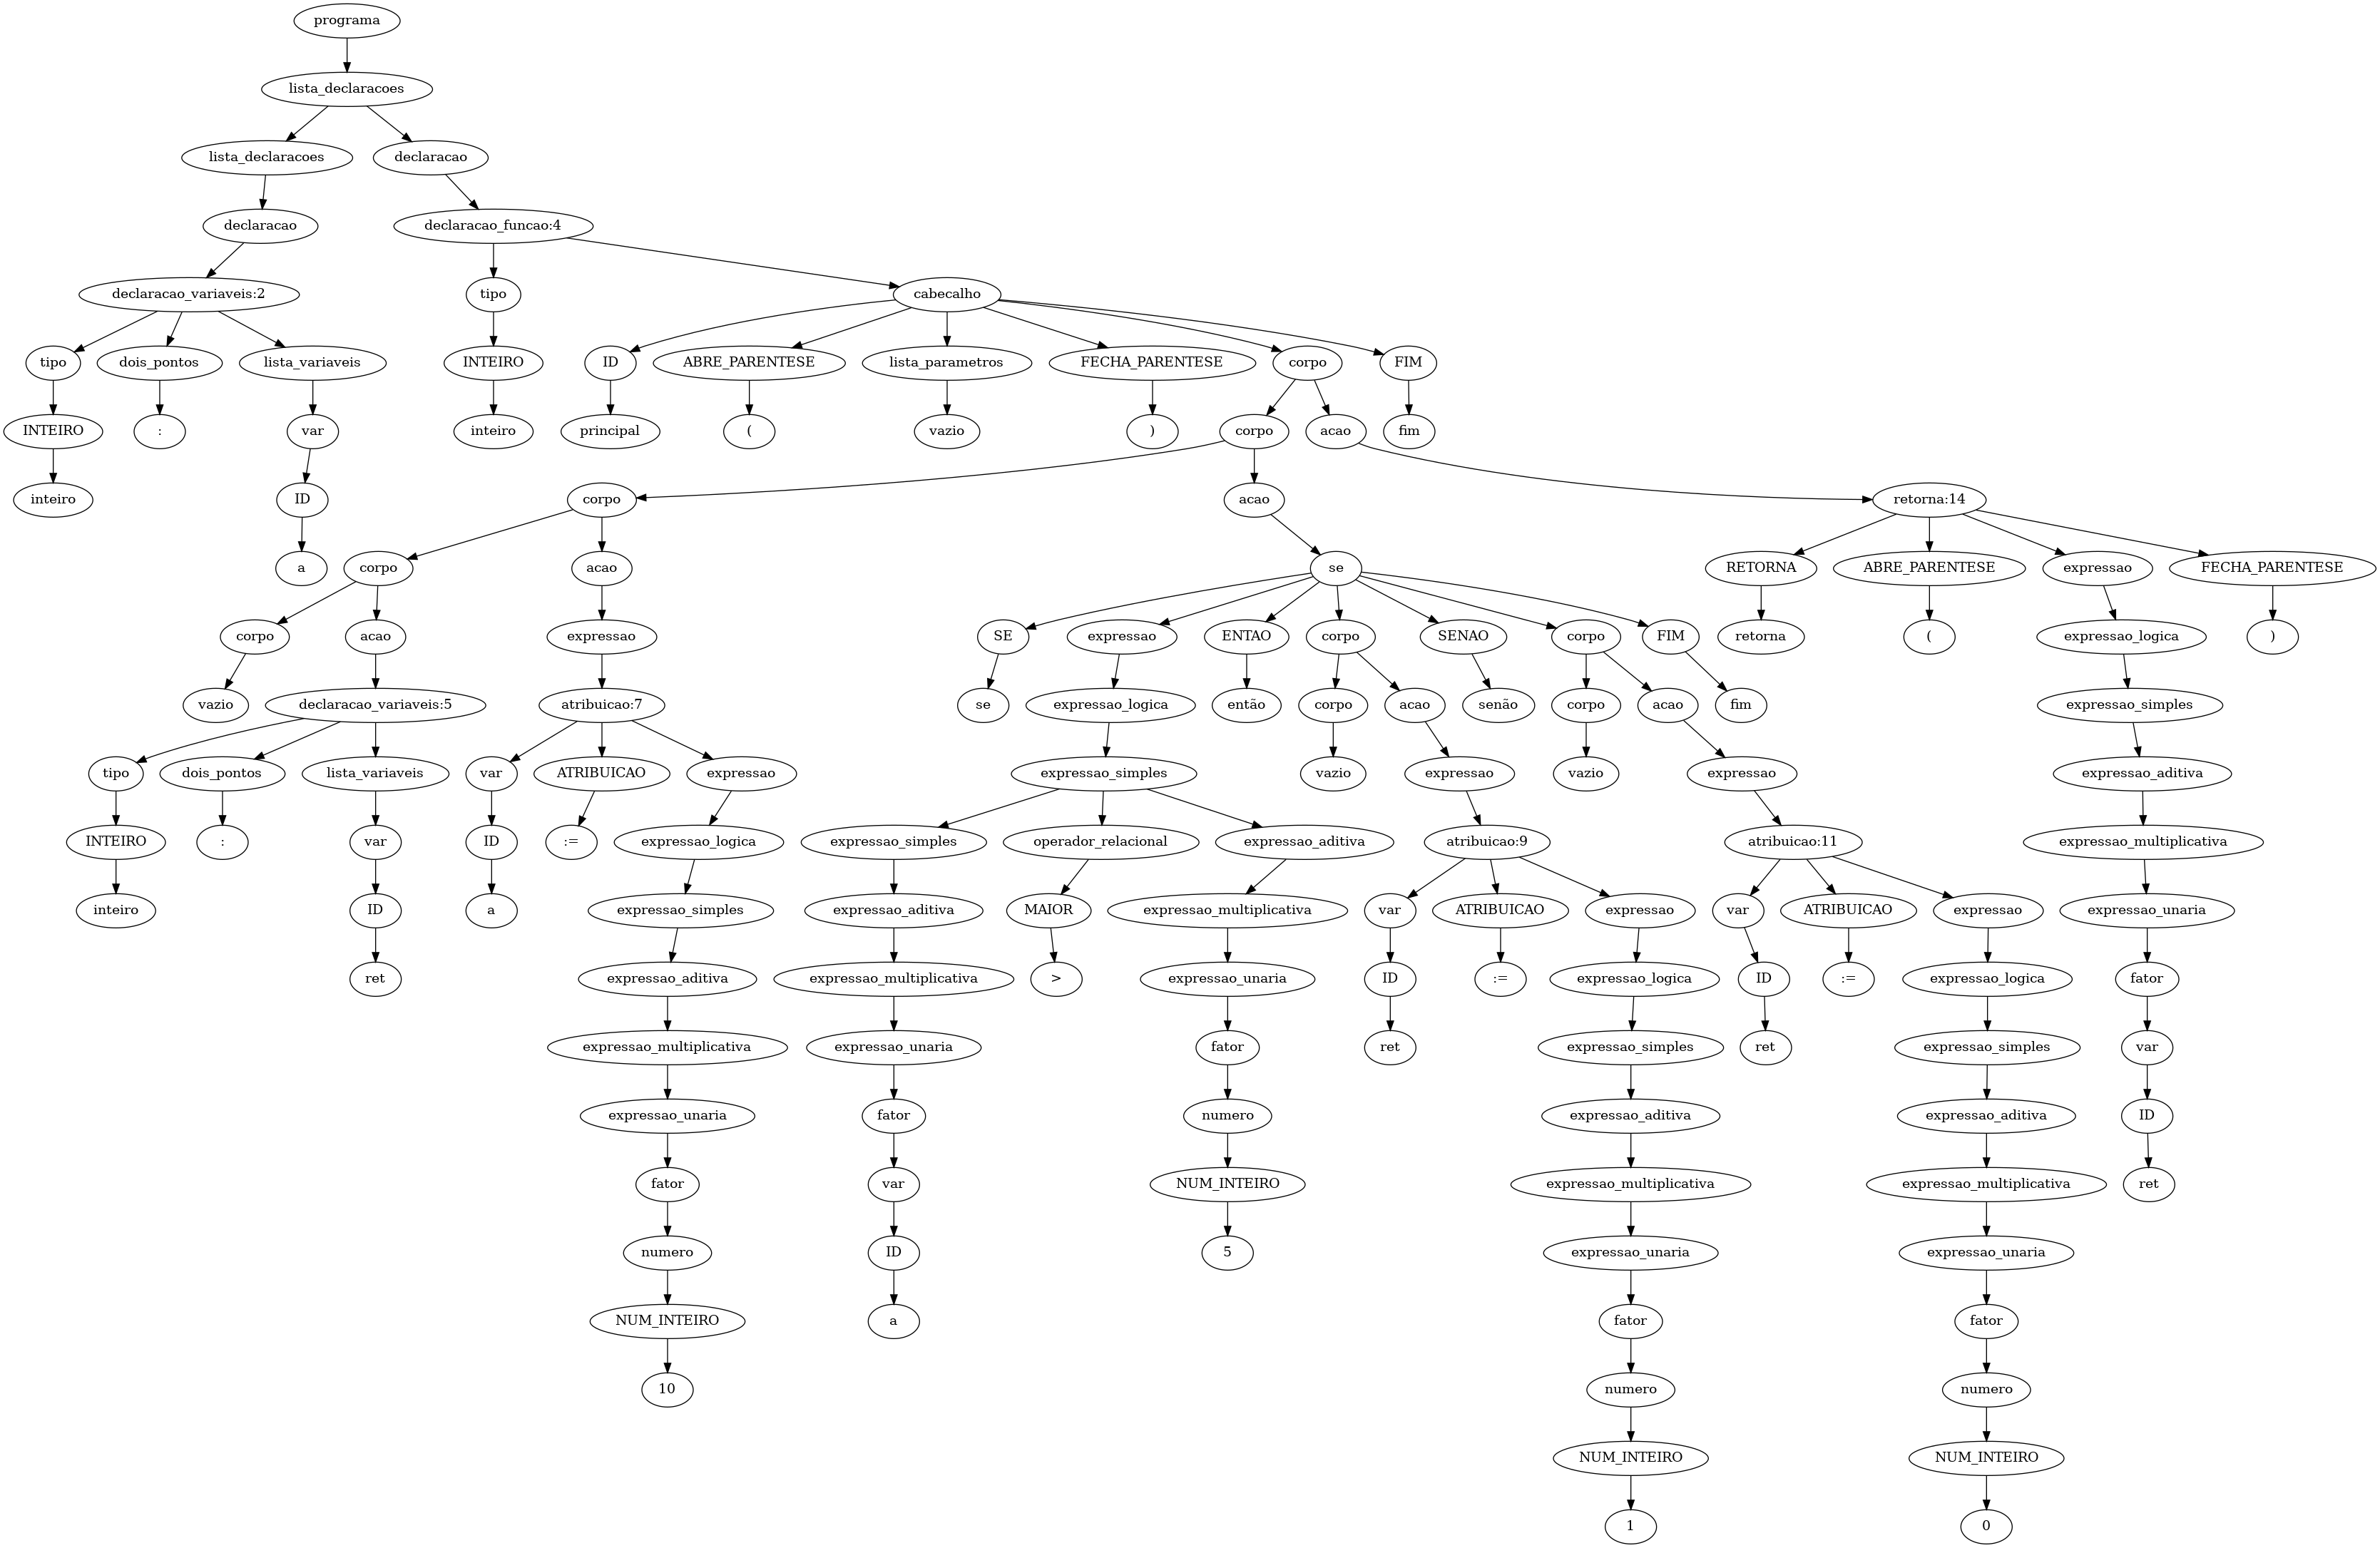 programa
lista_declaracoes
lista_declaracoes declaracao
declaracao declaracao_funcao:4
declaracao_variaveis:2 tipo cabecalho
tipo dois_pontos lista_variaveis INTEIRO ID ABRE_PARENTESE lista_parametros FECHA_PARENTESE corpo FIM
INTEIRO : var inteiro principal ( vazio ) corpo acao fim
inteiro ID corpo acao retorna:14
a corpo acao se RETORNA ABRE_PARENTESE expressao FECHA_PARENTESE
corpo acao expressao SE expressao ENTAO corpo SENAO corpo FIM retorna ( expressao_logica )
vazio declaracao_variaveis:5 atribuicao:7 se expressao_logica então corpo acao senão corpo acao fim expressao_simples
tipo dois_pontos lista_variaveis var ATRIBUICAO expressao expressao_simples vazio expressao vazio expressao expressao_aditiva
INTEIRO : var ID := expressao_logica expressao_simples operador_relacional expressao_aditiva atribuicao:9 atribuicao:11 expressao_multiplicativa
inteiro ID a expressao_simples expressao_aditiva MAIOR expressao_multiplicativa var ATRIBUICAO expressao var ATRIBUICAO expressao expressao_unaria
ret expressao_aditiva expressao_multiplicativa > expressao_unaria ID := expressao_logica ID := expressao_logica fator
expressao_multiplicativa expressao_unaria fator ret expressao_simples ret expressao_simples var
expressao_unaria fator numero expressao_aditiva expressao_aditiva ID
fator var NUM_INTEIRO expressao_multiplicativa expressao_multiplicativa ret
numero ID 5 expressao_unaria expressao_unaria
NUM_INTEIRO a fator fator
10 numero numero
NUM_INTEIRO NUM_INTEIRO
1 0